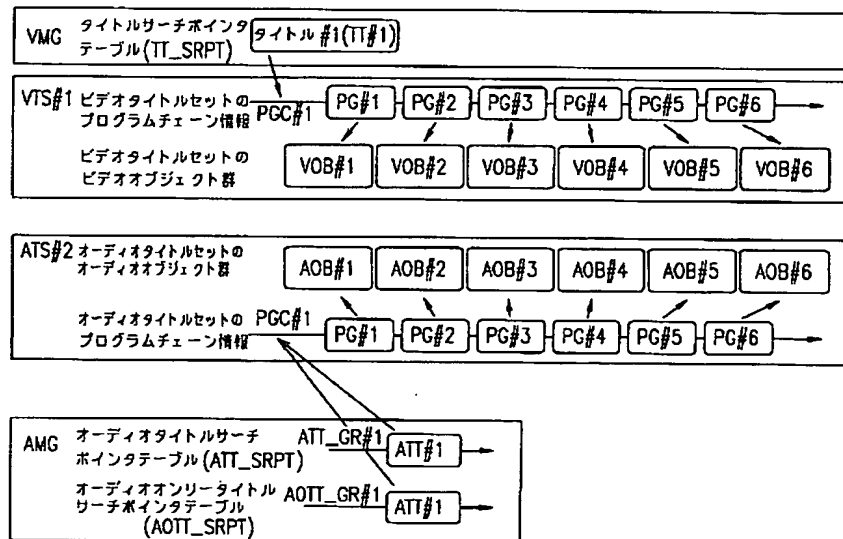 VMG タイトルサーチポインタ
テーブル(TT_SRPT)
タイトル #1(TT#1)
VTS#1 ビデオタイトルセットの
プログラムチェーン情報
PGC#1
PG#1 PG#2 PG#3 PG#4 PG#5 PG#6
ビデオタイトルセットの
ビデオオブジェクト群
VOB#1 VOB#2 VOB#3 VOB#4 VOB#5 VOB#6
ATS#2 オーディオタイトルセットの
オーディオオブジェクト群
AOB#1 AOB#2 AOB#3 AOB#4 AOB#5 AOB#6
オーディオタイトルセットの
プログラムチェーン情報
PGC#1
PG#1 PG#2 PG#3 PG#4 PG#5 PG#6
AMG オーディオタイトルサーチ
ポインタテーブル(ATT_SRPT)
ATT_GR#1
ATT#1
オーディオオンリータイトル
サーチポインタテーブル
(AOTT_SRPT)
AOTT_GR#1
ATT#1